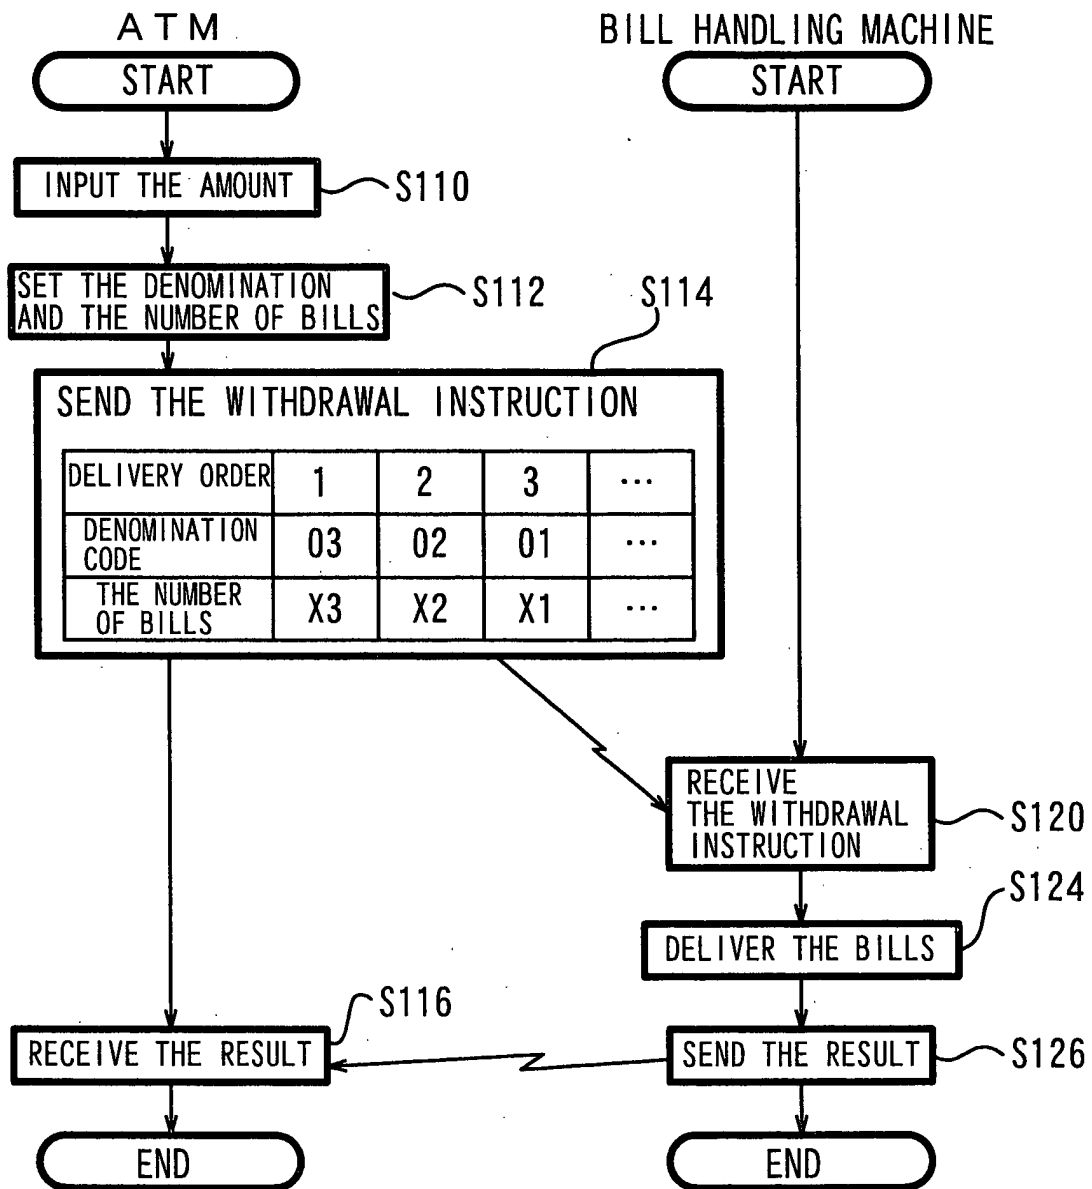 ATM
START
INPUT THE AMOUNT
S110
SET THE DENOMINATION
AND THE NUMBER OF BILLS
S112
S114
SEND THE WITHDRAWAL INSTRUCTION
DELIVERY ORDER 1 2 3 ...
DENOMINATION
CODE
03 02 01 ...
THE NUMBER
OF BILLS
X3 X2 X1 ...
S116
RECEIVE THE RESULT
END
BILL HANDLING MACHINE
START
RECEIVE
THE WITHDRAWAL
INSTRUCTION
S120
S124
DELIVER THE BILLS
SEND THE RESULT
S126
END